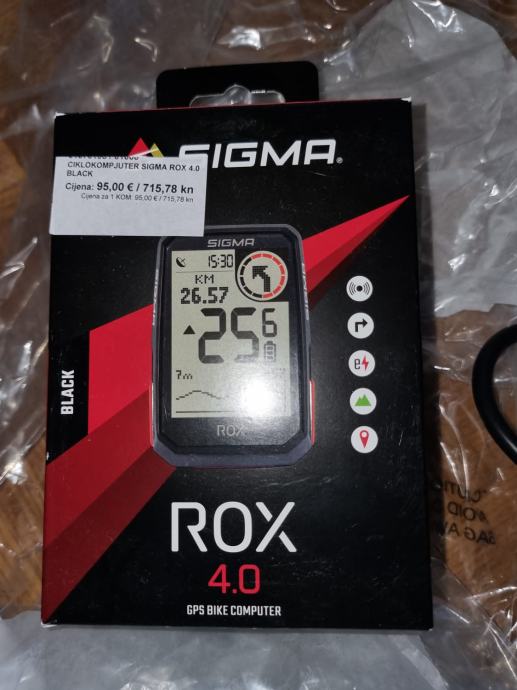 SIGMA®
CIKLOKOMPJUTER SIGMA ROX 4.0
BLACK
Cijena: 95,00 € / 715,78 kn
Cijena za 1 KOM: 95,00 € / 715,78 kn
SIGMA
15:30
KM
26.57
25 6
7m
ROX
e
BLACK
ROX
4.0
GPS BIKE COMPUTER